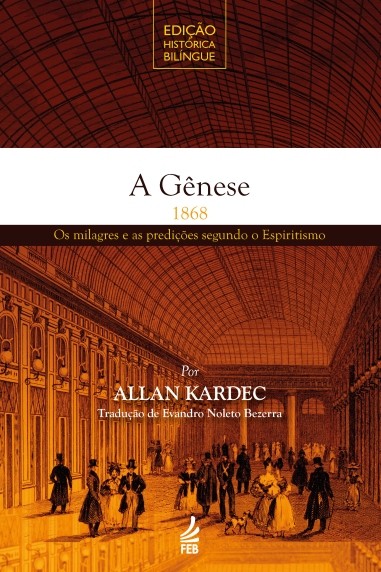 EDIÇÃO
HISTÓRICA
BILÍNGUE
A Gênese
1868
Os milagres e as predições segundo o Espiritismo
Por
ALLAN KARDEC
Tradução de Evandro Noleto Bezerra
FEB